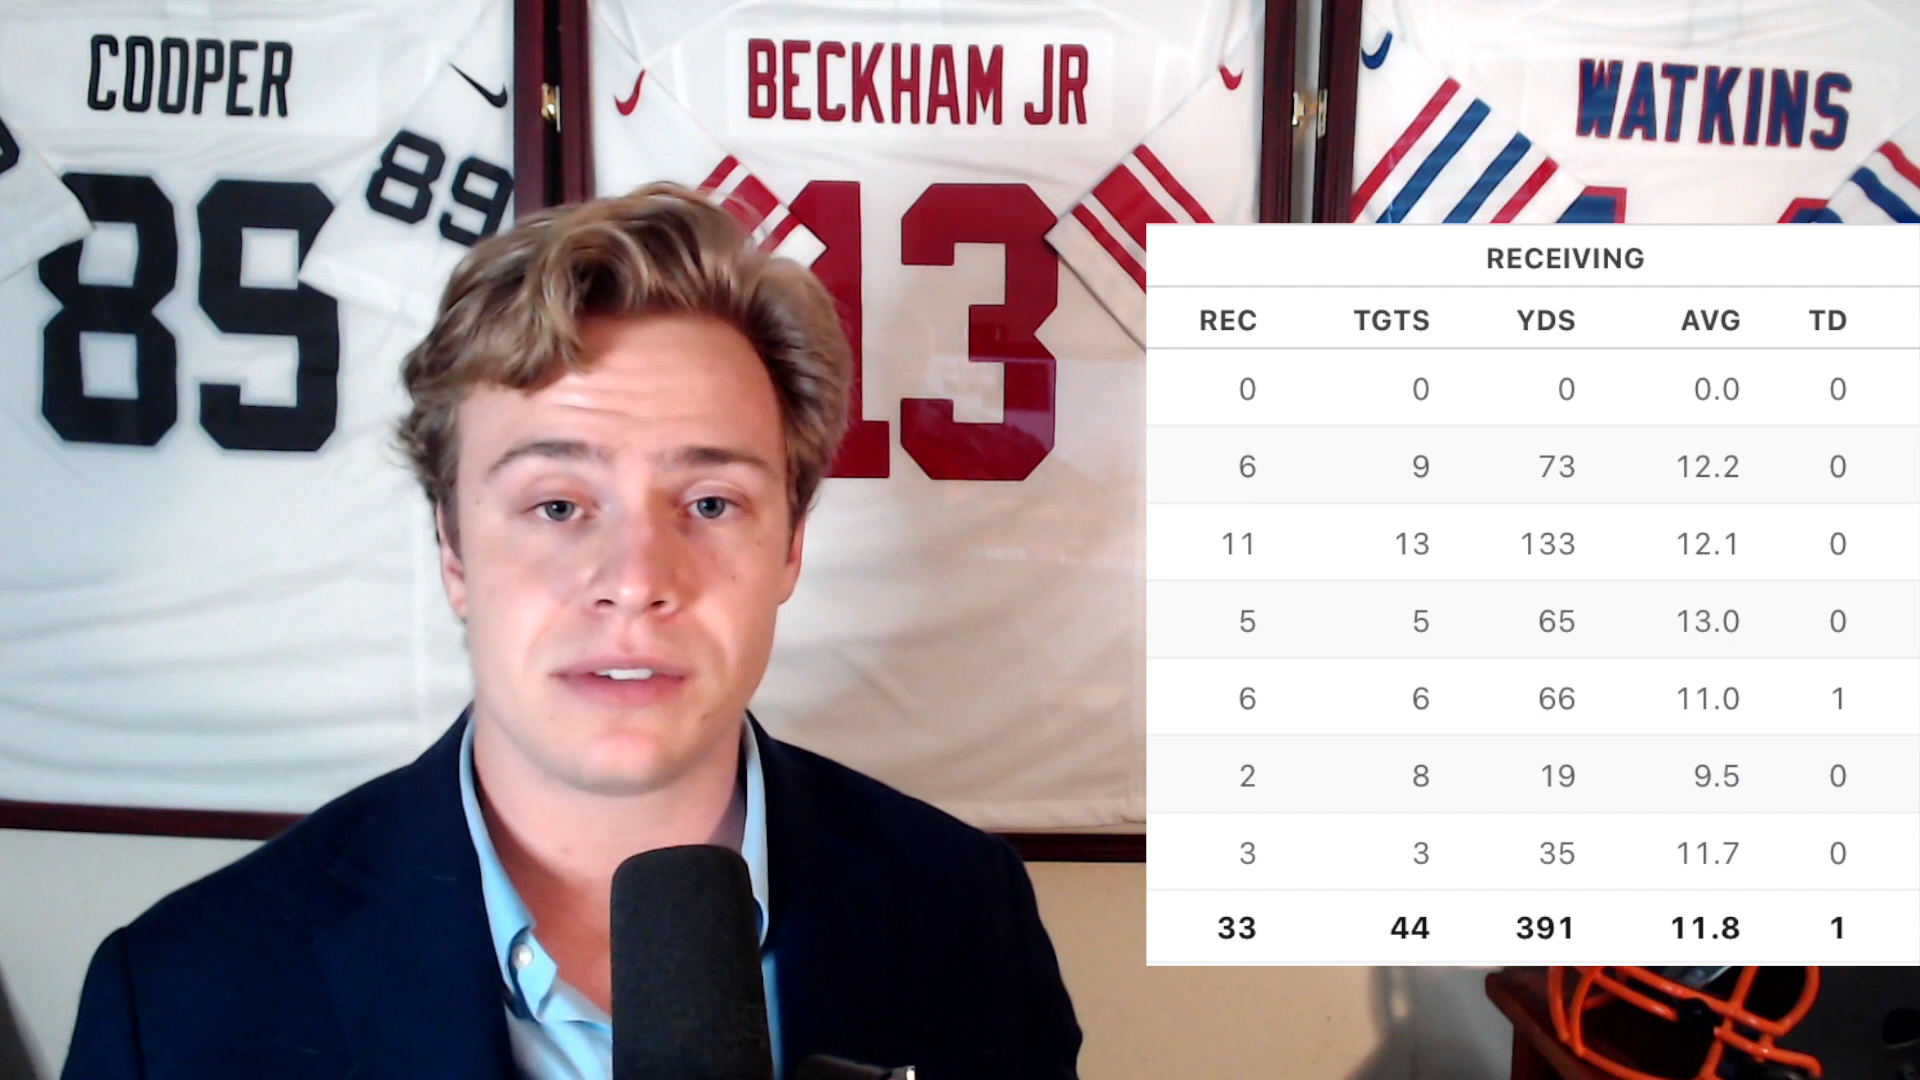 COOPER
89
89
BECKHAM JR
13
WATKINS
RECEIVING
REC TGTS YDS AVG TD
0 0 0 0.0 0
6 9 73 12.2 0
11 13 133 12.1 0
5 5 65 13.0 0
6 6 66 11.0 1
2 8 19 9.5 0
3 3 35 11.7 0
33 44 391 11.8 1